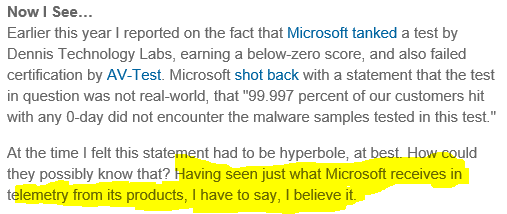 Now I See…
Earlier this year I reported on the fact that Microsoft tanked a test by
Dennis Technology Labs, earning a below-zero score, and also failed
certification by AV-Test. Microsoft shot back with a statement that the test
in question was not real-world, that "99.997 percent of our customers hit
with any 0-day did not encounter the malware samples tested in this test."
At the time I felt this statement had to be hyperbole, at best. How could
they possibly know that? Having seen just what Microsoft receives in
telemetry from its products, I have to say, I believe it.